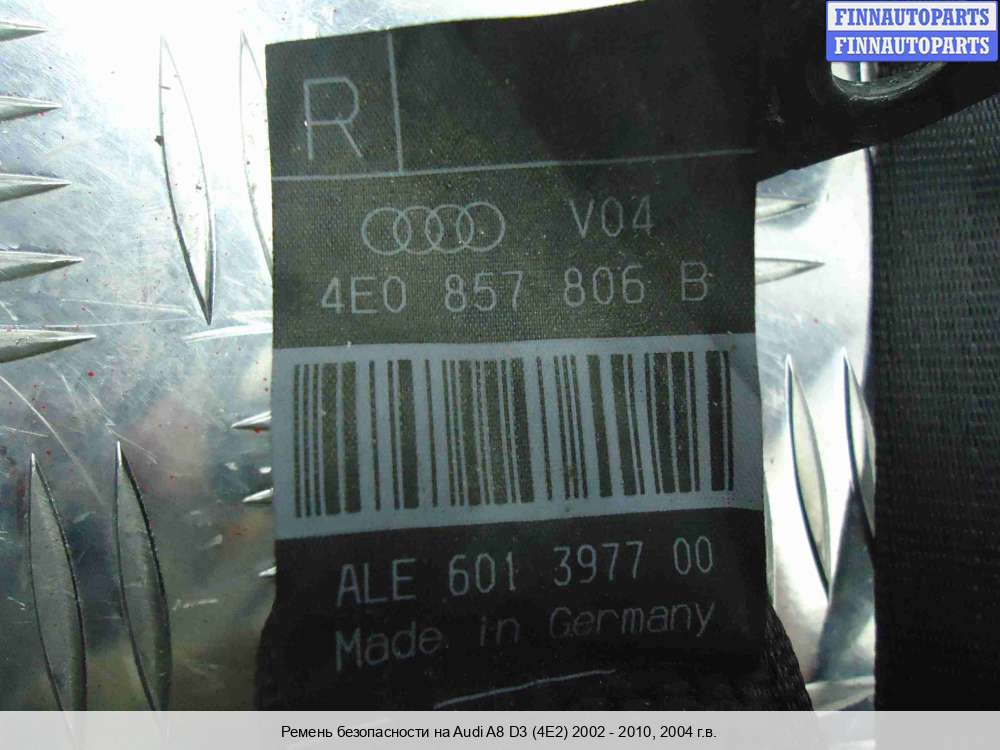 FINNAUTOPARTS
FINNAUTOPARTS
R
V04
4E0 857 806 B
ALE 601 3977 00
Made in Germany
Ремень безопасности на Audi A8 D3 (4E2) 2002 - 2010, 2004 г.в.